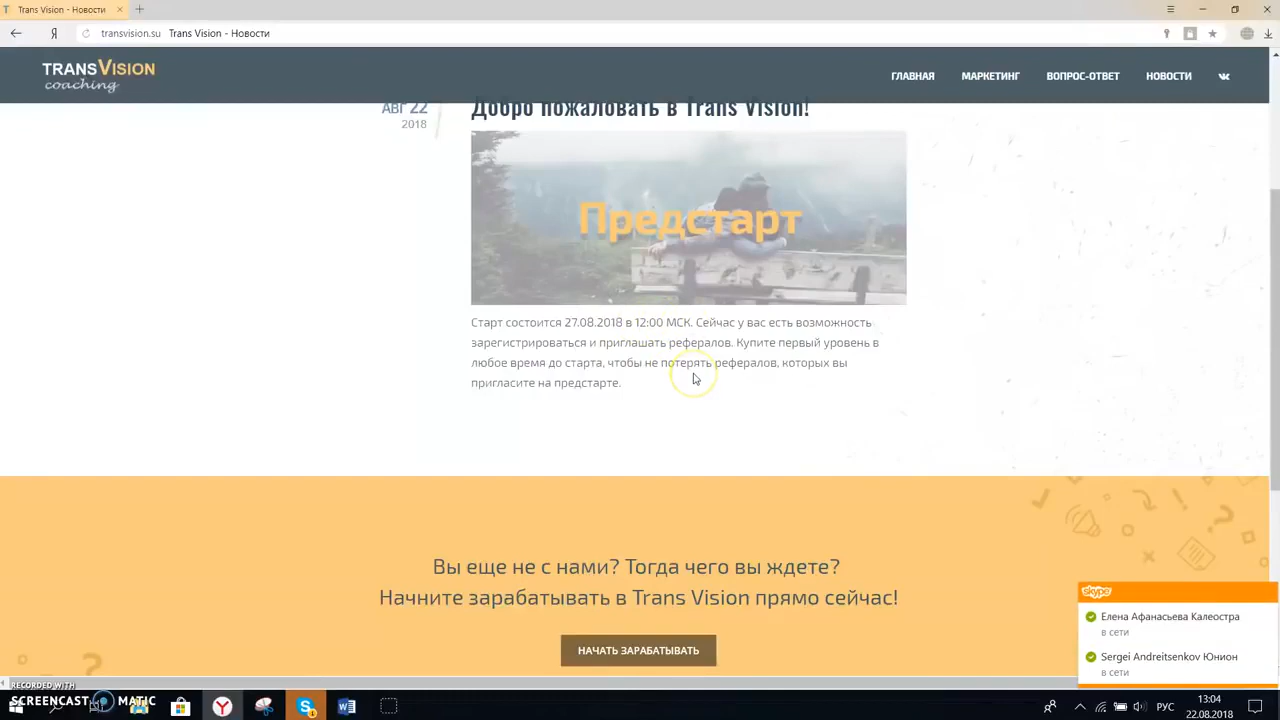 Trans Vision - Новости
transvision.su Trans Vision - Новости
TRANSVISION
coaching
ГЛАВНАЯ МАРКЕТИНГ ВОПРОС-ОТВЕТ НОВОСТИ
АВГ 22
2018
Добро пожаловать в Trans Vision!
Предстарт
Старт состоится 27.08.2018 в 12:00 МСК. Сейчас у вас есть возможность
зарегистрироваться и приглашать рефералов. Купите первый уровень в
любое время до старта, чтобы не потерять рефералов, которых вы
пригласите на предстарте.
Вы еще не с нами? Тогда чего вы ждете?
Начните зарабатывать в Trans Vision прямо сейчас!
НАЧАТЬ ЗАРАБАТЫВАТЬ
skype
Елена Афанасьева Калеостра
в сети
Sergei Andreitsenkov Юнион
в сети
RECORDED WITH
SCREENCAST MATIC
РУС
13:04
22.08.2018